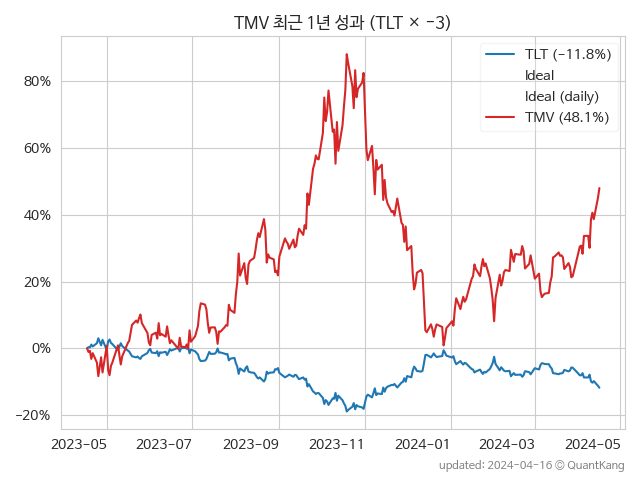 TMV 최근 1년 성과 (TLT × −3)
TLT (−11.8%)
Ideal
Ideal (daily)
TMV (48.1%)
80%
60%
40%
20%
0%
−20%
2023-05 2023-07 2023-09 2023-11 2024-01 2024-03 2024-05
updated: 2024-04-16 © QuantKang